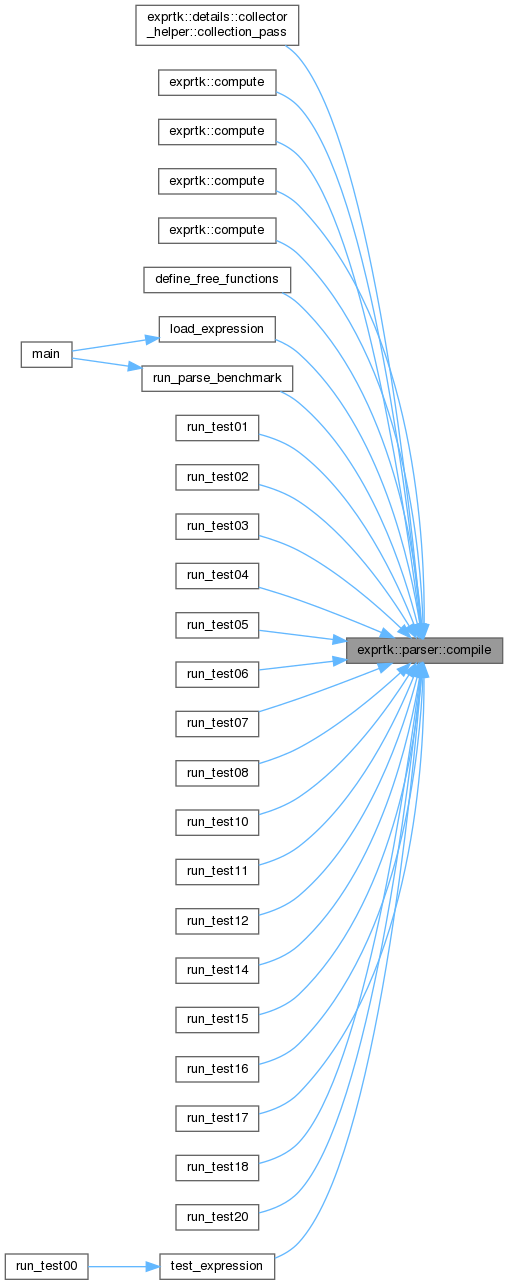 exprtk::details::collector
_helper::collection_pass
exprtk::compute
exprtk::compute
exprtk::compute
exprtk::compute
define_free_functions
load_expression
main
run_parse_benchmark
run_test01
run_test02
run_test03
run_test04
run_test05
exprtk::parser::compile
run_test06
run_test07
run_test08
run_test10
run_test11
run_test12
run_test14
run_test15
run_test16
run_test17
run_test18
run_test20
run_test00
test_expression